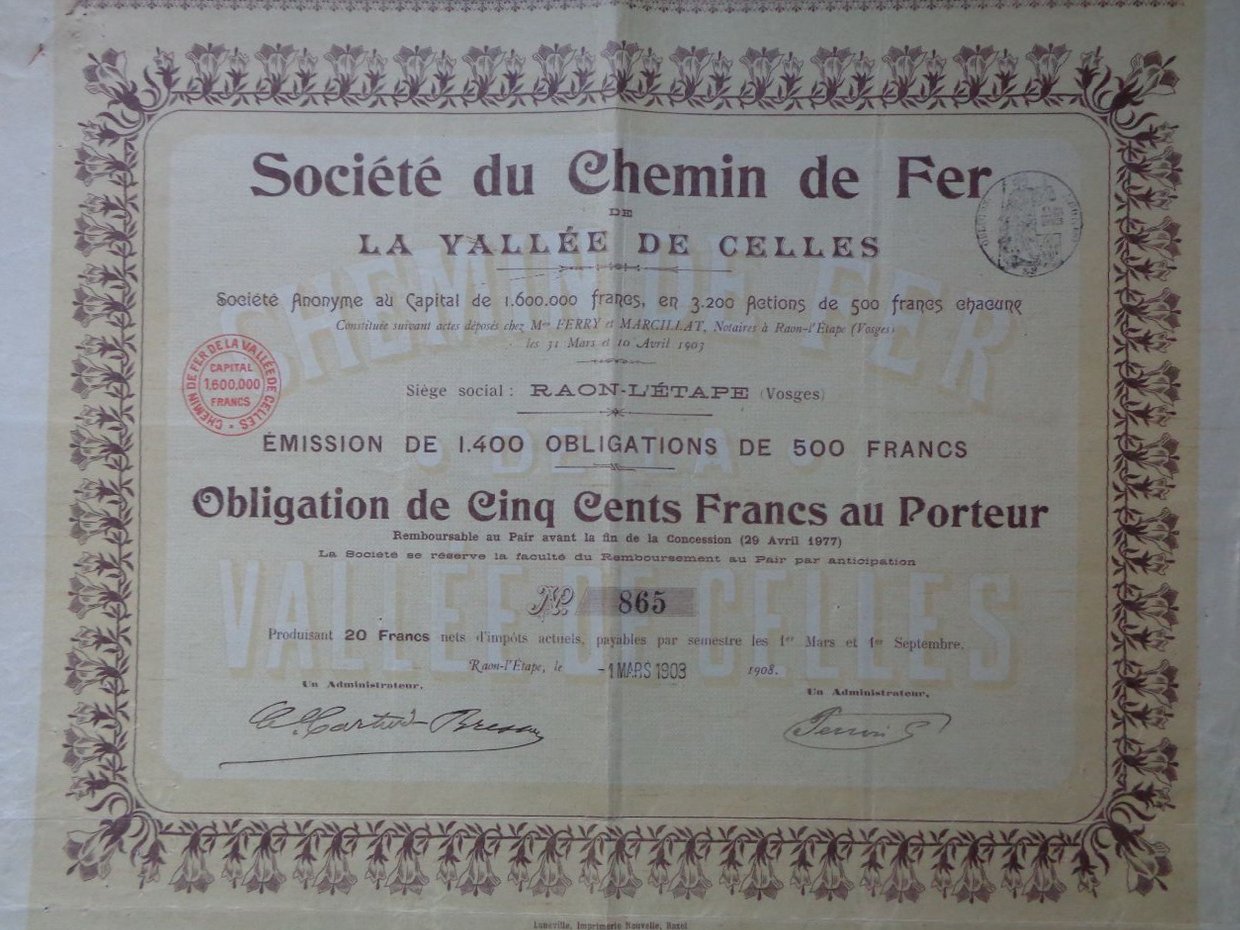 Société du Chemin de Fer
DE
LA VALLÉE DE CELLES
Société Anonyme au Capital de 1.600.000 francs, en 3.200 Actions de 500 francs chacune
Constituée suivant actes déposés chez Mes FERRY et MARCILLAT, Notaires à Raon-l'Étape (Vosges)
les 31 Mars et 10 Avril 1903
CHEMIN DE FER DE LA VALLÉE DE CELLES
CAPITAL
1.600,000
FRANCS
Siège social : RAON-L'ÉTAPE (Vosges)
ÉMISSION DE 1.400 OBLIGATIONS DE 500 FRANCS
Obligation de Cinq Cents Francs au Porteur
Remboursable au Pair avant la fin de la Concession (29 Avril 1977)
La Société se réserve la faculté du Remboursement au Pair par anticipation
No 865
Produisant 20 Francs nets d'impôts actuels, payables par semestre les 1er Mars et 1er Septembre.
Raon-l'Étape, le -1 MARS 1903 1908.
Un Administrateur,
Un Administrateur,
CHEMIN DE FER
DE LA
VALLÉE DE CELLES
Luneville, Imprimerie Nouvelle, Bazel